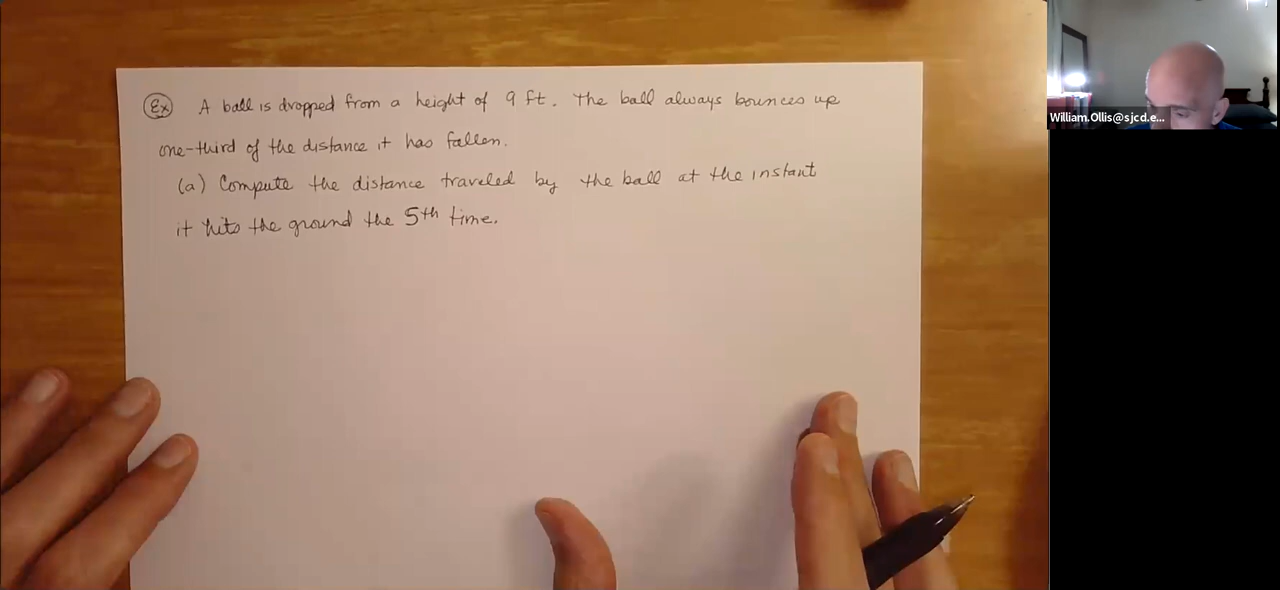 Ex A ball is dropped from a height of 9 ft. The ball always bounces up
one-third of the distance it has fallen.
(a) Compute the distance traveled by the ball at the instant
it hits the ground the 5th time.
William.Ollis@sjcd.e...